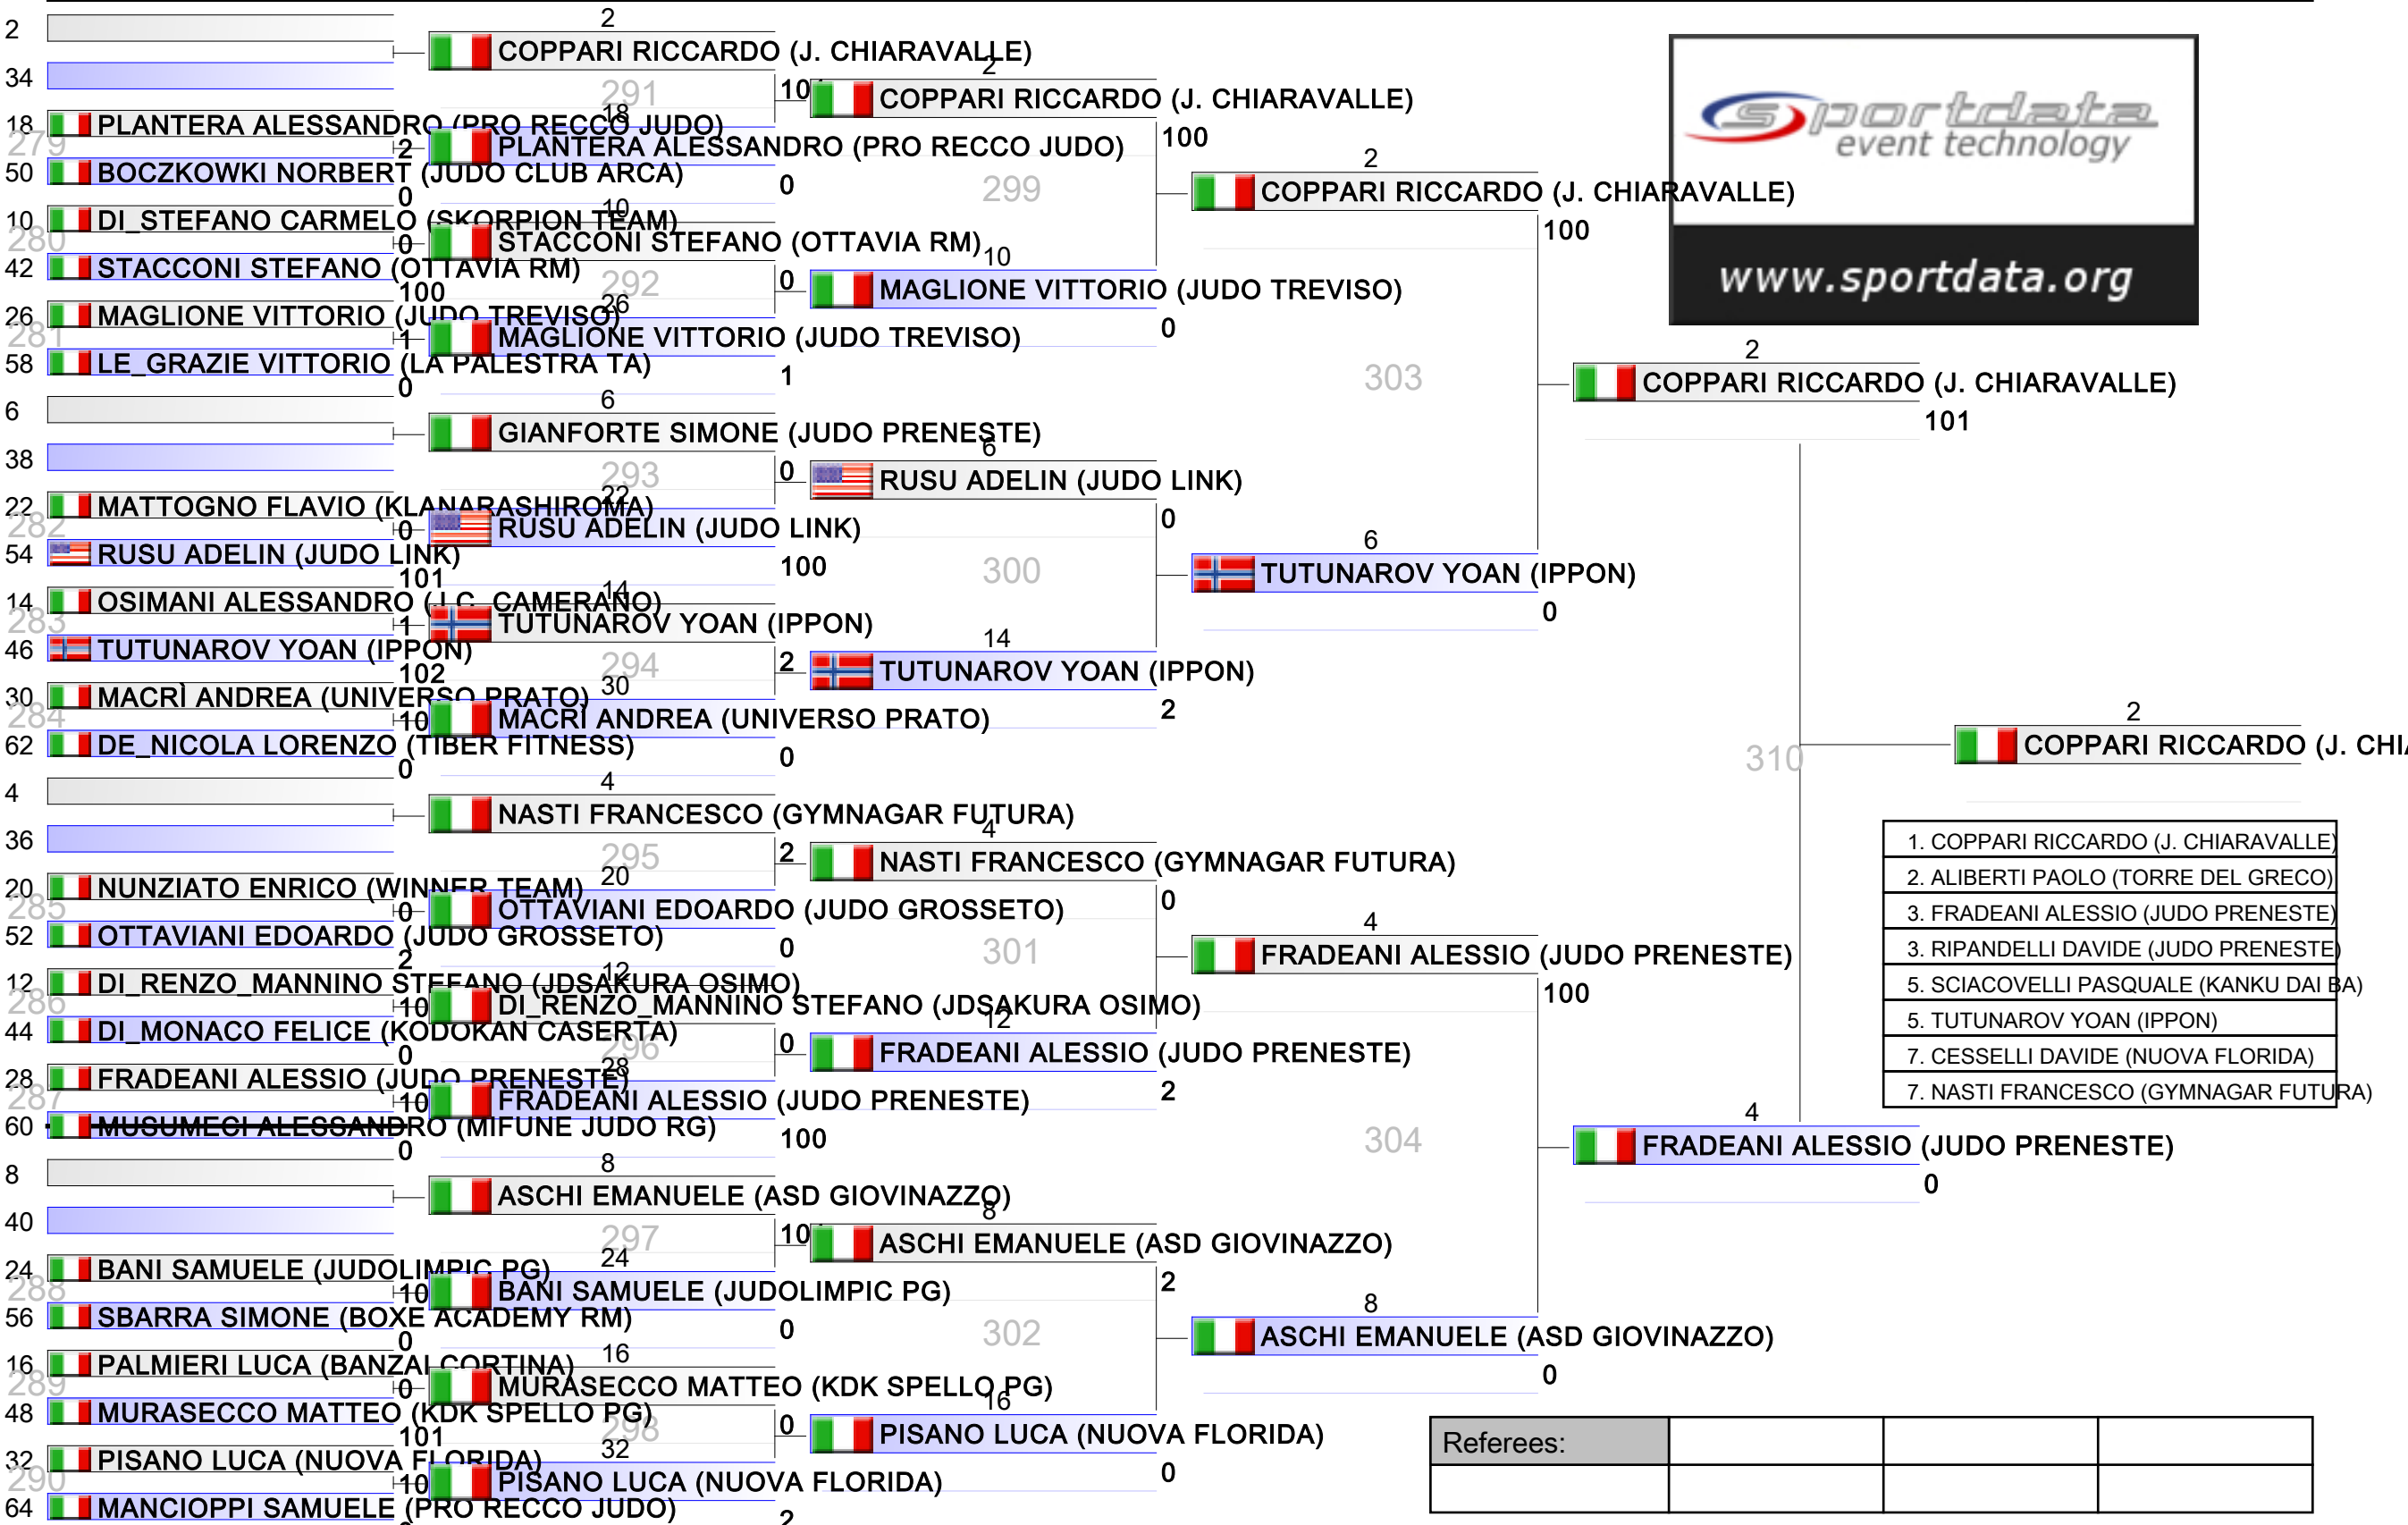 2
34
18 PLANTERA ALESSANDRO (PRO RECCO JUDO)
2
279
50 BOCZKOWKI NORBERT (JUDO CLUB ARCA)
0
10 DI_STEFANO CARMELO (SKORPION TEAM)
0
280
42 STACCONI STEFANO (OTTAVIA RM)
100
26 MAGLIONE VITTORIO (JUDO TREVISO)
1
281
58 LE_GRAZIE VITTORIO (LA PALESTRA TA)
0
6
38
22 MATTOGNO FLAVIO (KLANARASHIROMA)
0
282
54 RUSU ADELIN (JUDO LINK)
101
14 OSIMANI ALESSANDRO (J.C. CAMERANO)
1
283
46 TUTUNAROV YOAN (IPPON)
102
30 MACRÌ ANDREA (UNIVERSO PRATO)
10
284
62 DE_NICOLA LORENZO (TIBER FITNESS)
0
4
36
20 NUNZIATO ENRICO (WINNER TEAM)
0
285
52 OTTAVIANI EDOARDO (JUDO GROSSETO)
2
12 DI_RENZO_MANNINO STEFANO (JDSAKURA OSIMO)
10
286
44 DI_MONACO FELICE (KODOKAN CASERTA)
0
28 FRADEANI ALESSIO (JUDO PRENESTE)
10
287
60 MUSUMECI ALESSANDRO (MIFUNE JUDO RG)
0
8
40
24 BANI SAMUELE (JUDOLIMPIC PG)
10
288
56 SBARRA SIMONE (BOXE ACADEMY RM)
0
16 PALMIERI LUCA (BANZAI CORTINA)
0
289
48 MURASECCO MATTEO (KDK SPELLO PG)
101
32 PISANO LUCA (NUOVA FLORIDA)
10
290
64 MANCIOPPI SAMUELE (PRO RECCO JUDO)
2
COPPARI RICCARDO (J. CHIARAVALLE)
10
291
18
PLANTERA ALESSANDRO (PRO RECCO JUDO)
0
10
STACCONI STEFANO (OTTAVIA RM)
0
292
26
MAGLIONE VITTORIO (JUDO TREVISO)
1
6
GIANFORTE SIMONE (JUDO PRENESTE)
0
293
22
RUSU ADELIN (JUDO LINK)
100
14
TUTUNAROV YOAN (IPPON)
2
294
30
MACRÌ ANDREA (UNIVERSO PRATO)
0
4
NASTI FRANCESCO (GYMNAGAR FUTURA)
2
295
20
OTTAVIANI EDOARDO (JUDO GROSSETO)
0
12
DI_RENZO_MANNINO STEFANO (JDSAKURA OSIMO)
0
296
28
FRADEANI ALESSIO (JUDO PRENESTE)
100
8
ASCHI EMANUELE (ASD GIOVINAZZO)
10
297
24
BANI SAMUELE (JUDOLIMPIC PG)
0
16
MURASECCO MATTEO (KDK SPELLO PG)
0
298
32
PISANO LUCA (NUOVA FLORIDA)
2
2
COPPARI RICCARDO (J. CHIARAVALLE)
100
299
10
MAGLIONE VITTORIO (JUDO TREVISO)
0
6
RUSU ADELIN (JUDO LINK)
0
300
14
TUTUNAROV YOAN (IPPON)
2
4
NASTI FRANCESCO (GYMNAGAR FUTURA)
0
301
12
FRADEANI ALESSIO (JUDO PRENESTE)
2
8
ASCHI EMANUELE (ASD GIOVINAZZO)
2
302
16
PISANO LUCA (NUOVA FLORIDA)
0
2
COPPARI RICCARDO (J. CHIARAVALLE)
100
303
6
TUTUNAROV YOAN (IPPON)
0
4
FRADEANI ALESSIO (JUDO PRENESTE)
100
304
8
ASCHI EMANUELE (ASD GIOVINAZZO)
0
sportdata
event technology
www.sportdata.org
2
COPPARI RICCARDO (J. CHIARAVALLE)
101
310
4
FRADEANI ALESSIO (JUDO PRENESTE)
0
2
COPPARI RICCARDO (J.
1. COPPARI RICCARDO (J. CHIARAVALLE)
2. ALIBERTI PAOLO (TORRE DEL GRECO)
3. FRADEANI ALESSIO (JUDO PRENESTE)
3. RIPANDELLI DAVIDE (JUDO PRENESTE)
5. SCIACOVELLI PASQUALE (KANKU DAI BA)
5. TUTUNAROV YOAN (IPPON)
7. CESSELLI DAVIDE (NUOVA FLORIDA)
7. NASTI FRANCESCO (GYMNAGAR FUTURA)
Referees: